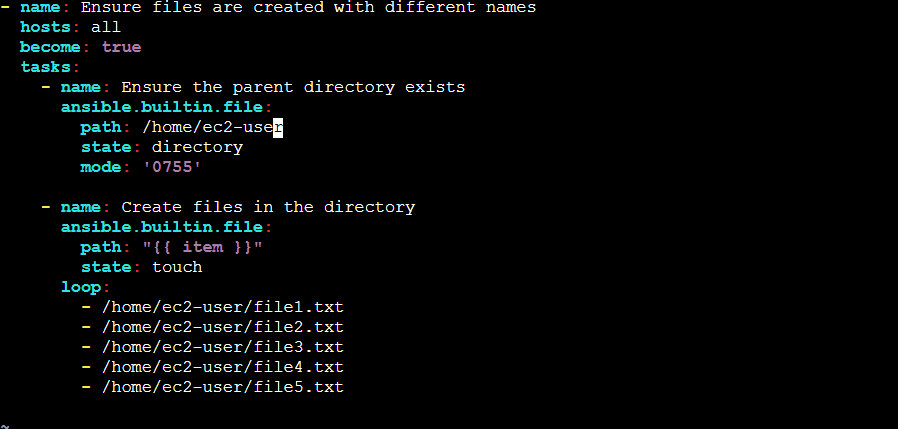 - name: Ensure files are created with different names
  hosts: all
  become: true
  tasks:
    - name: Ensure the parent directory exists
      ansible.builtin.file:
        path: /home/ec2-user
        state: directory
        mode: '0755'

    - name: Create files in the directory
      ansible.builtin.file:
        path: "{{ item }}"
        state: touch
      loop:
        - /home/ec2-user/file1.txt
        - /home/ec2-user/file2.txt
        - /home/ec2-user/file3.txt
        - /home/ec2-user/file4.txt
        - /home/ec2-user/file5.txt

~